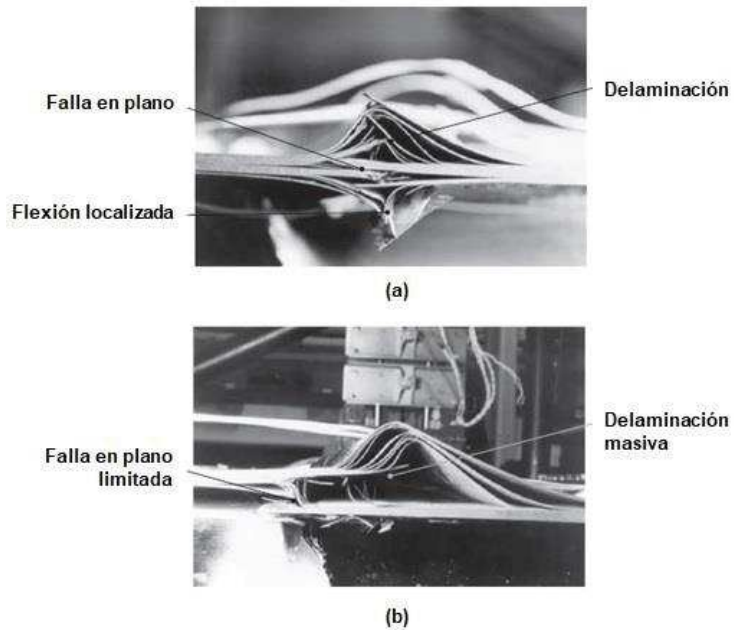 Falla en plano
Delaminación
Flexión localizada
(a)
Falla en plano
limitada
Delaminación
masiva
(b)